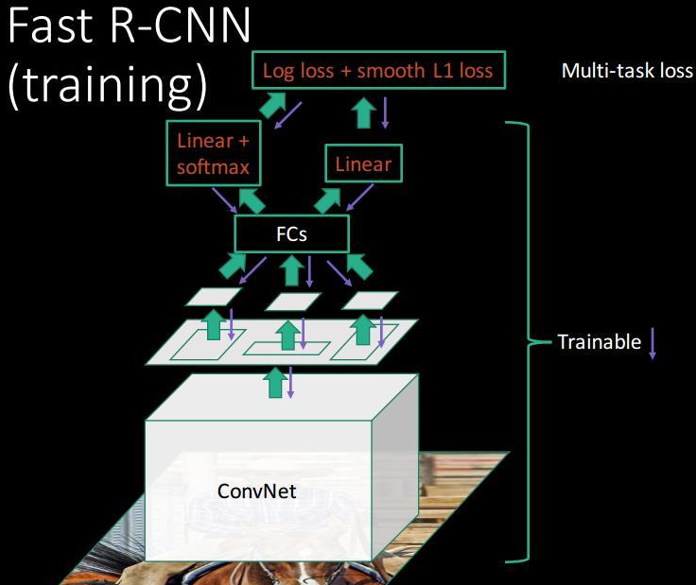 Fast R-CNN
(training)
Log loss + smooth L1 loss
Multi-task loss
Linear +
softmax
Linear
FCs
Trainable
ConvNet